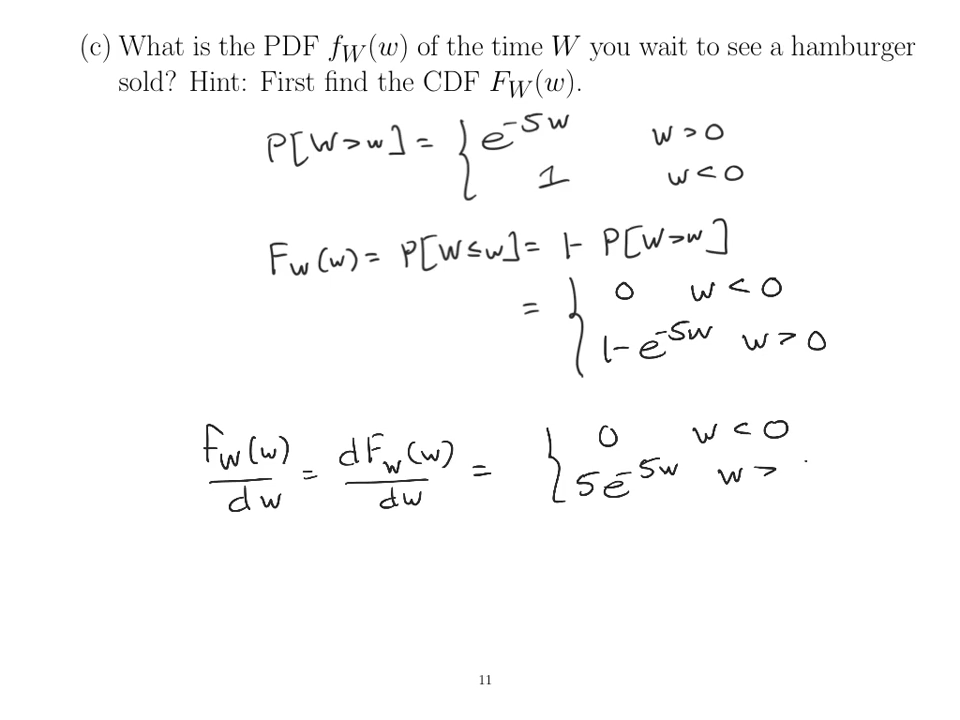 (c) What is the PDF f_W(w) of the time W you wait to see a hamburger
sold? Hint: First find the CDF F_W(w).
P[W>w] = { e^{-5w} w>0
1 w<0
F_W(w) = P[W≤w] = 1- P[W>w]
= { 0 w<0
1-e^{-5w} w>0
f_W(w)/dw = dF_W(w)/dw = { 0 w<0
5e^{-5w} w>
11